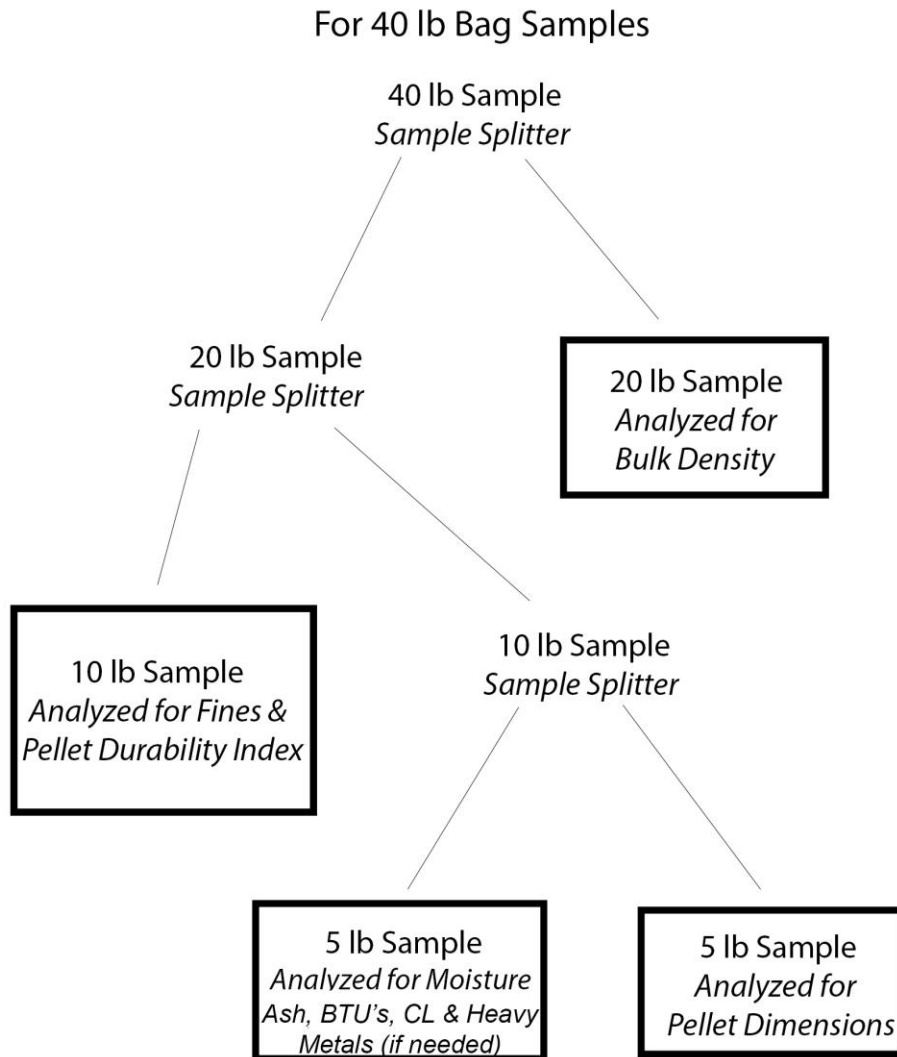 For 40 lb Bag Samples
40 lb Sample
Sample Splitter
20 lb Sample
Sample Splitter
20 lb Sample
Analyzed for
Bulk Density
10 lb Sample
Analyzed for Fines &
Pellet Durability Index
10 lb Sample
Sample Splitter
5 lb Sample
Analyzed for Moisture
Ash, BTU's, CL & Heavy
Metals (if needed)
5 lb Sample
Analyzed for
Pellet Dimensions